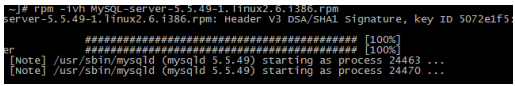 ~]# rpm -ivh MySQL-server-5.5.49-1.linux2.6.i386.rpm
server-5.5.49-1.linux2.6.i386.rpm: Header V3 DSA/SHA1 Signature, key ID 5072e1f5:
########################################### [100%]
er ########################################### [100%]
[Note] /usr/sbin/mysqld (mysqld 5.5.49) starting as process 24463 ...
[Note] /usr/sbin/mysqld (mysqld 5.5.49) starting as process 24470 ...